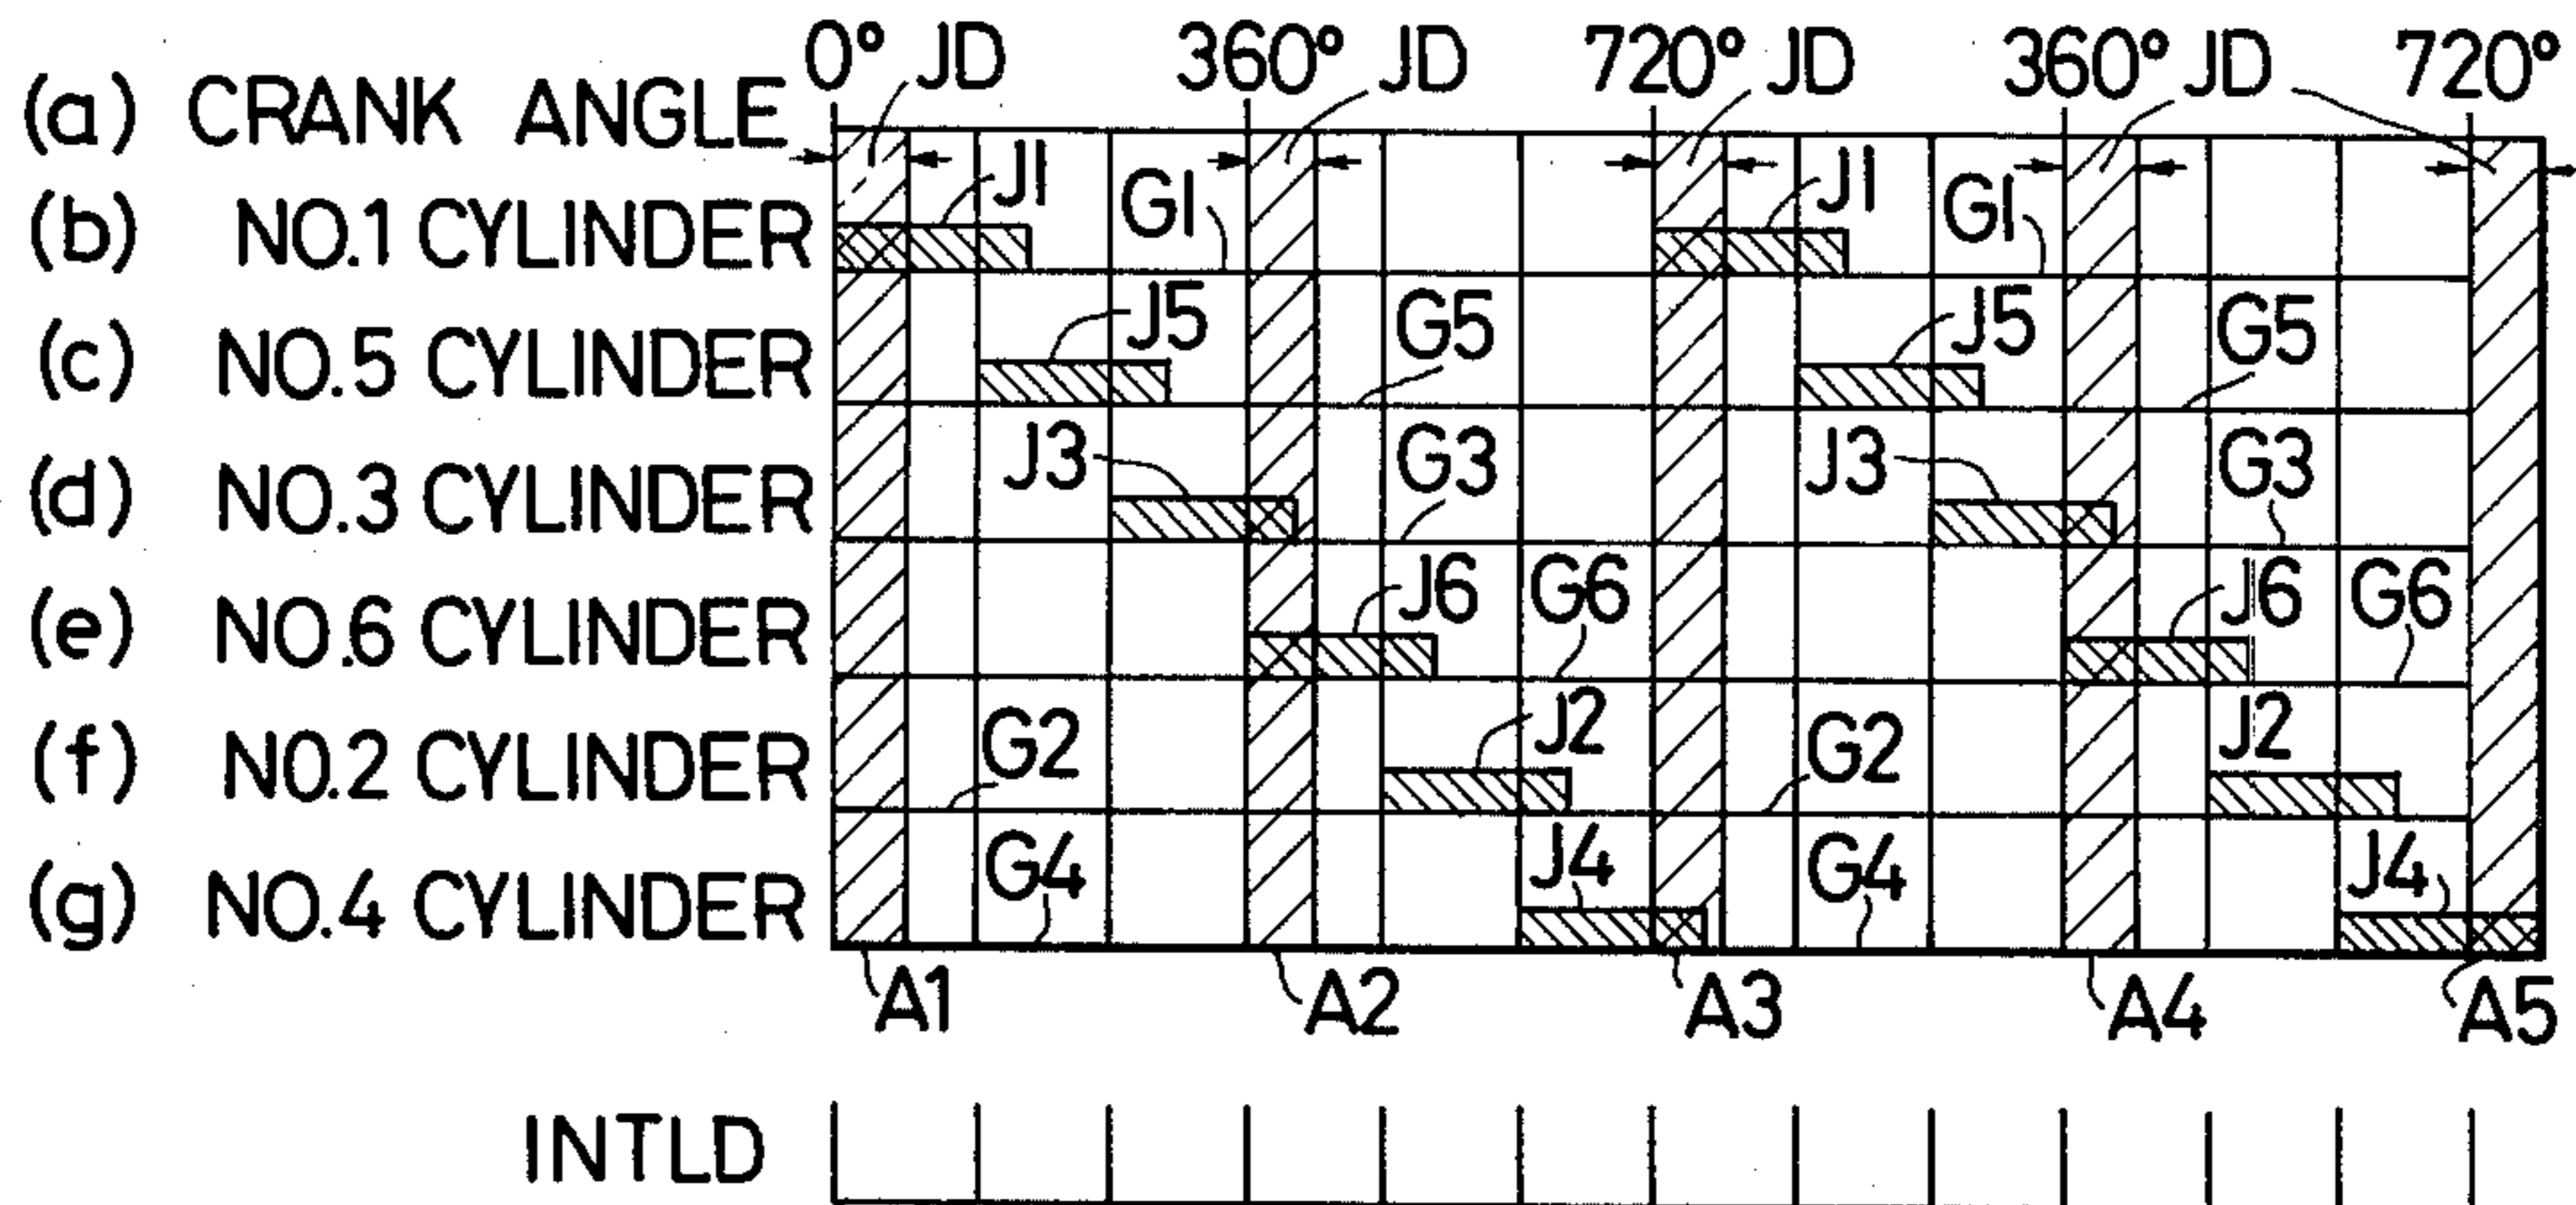 0° JD 360° JD 720° JD 360° JD 720°
(a) CRANK ANGLE
(b) NO.1 CYLINDER J1 G1 J1 G1
(c) NO.5 CYLINDER J5 G5 J5 G5
(d) NO.3 CYLINDER J3 G3 J3 G3
(e) NO.6 CYLINDER J6 G6 J6 G6
(f) NO.2 CYLINDER G2 J2 G2 J2
(g) NO.4 CYLINDER G4 J4 G4 J4
A1 A2 A3 A4 A5
INTLD